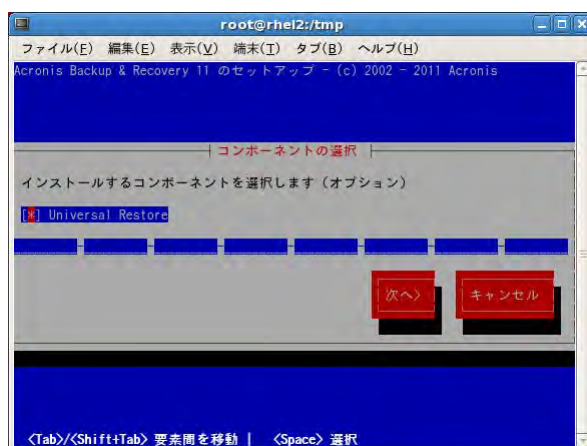 root@rhel2:/tmp
ファイル(F) 編集(E) 表示(V) 端末(T) タブ(B) ヘルプ(H)
Acronis Backup & Recovery 11 のセットアップ - (c) 2002 - 2011 Acronis
コンポーネントの選択
インストールするコンポーネントを選択します（オプション）
[*] Universal Restore
次へ〉
キャンセル
〈Tab〉/〈Shift+Tab〉 要素間を移動 | 〈Space〉 選択